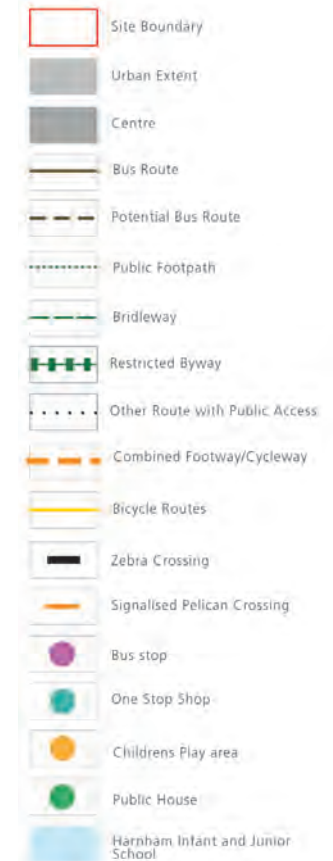 Site Boundary
Urban Extent
Centre
Bus Route
Potential Bus Route
Public Footpath
Bridleway
Restricted Byway
Other Route with Public Access
Combined Footway/Cycleway
Bicycle Routes
Zebra Crossing
Signalised Pelican Crossing
Bus stop
One Stop Shop
Childrens Play area
Public House
Harnham Infant and Junior
School